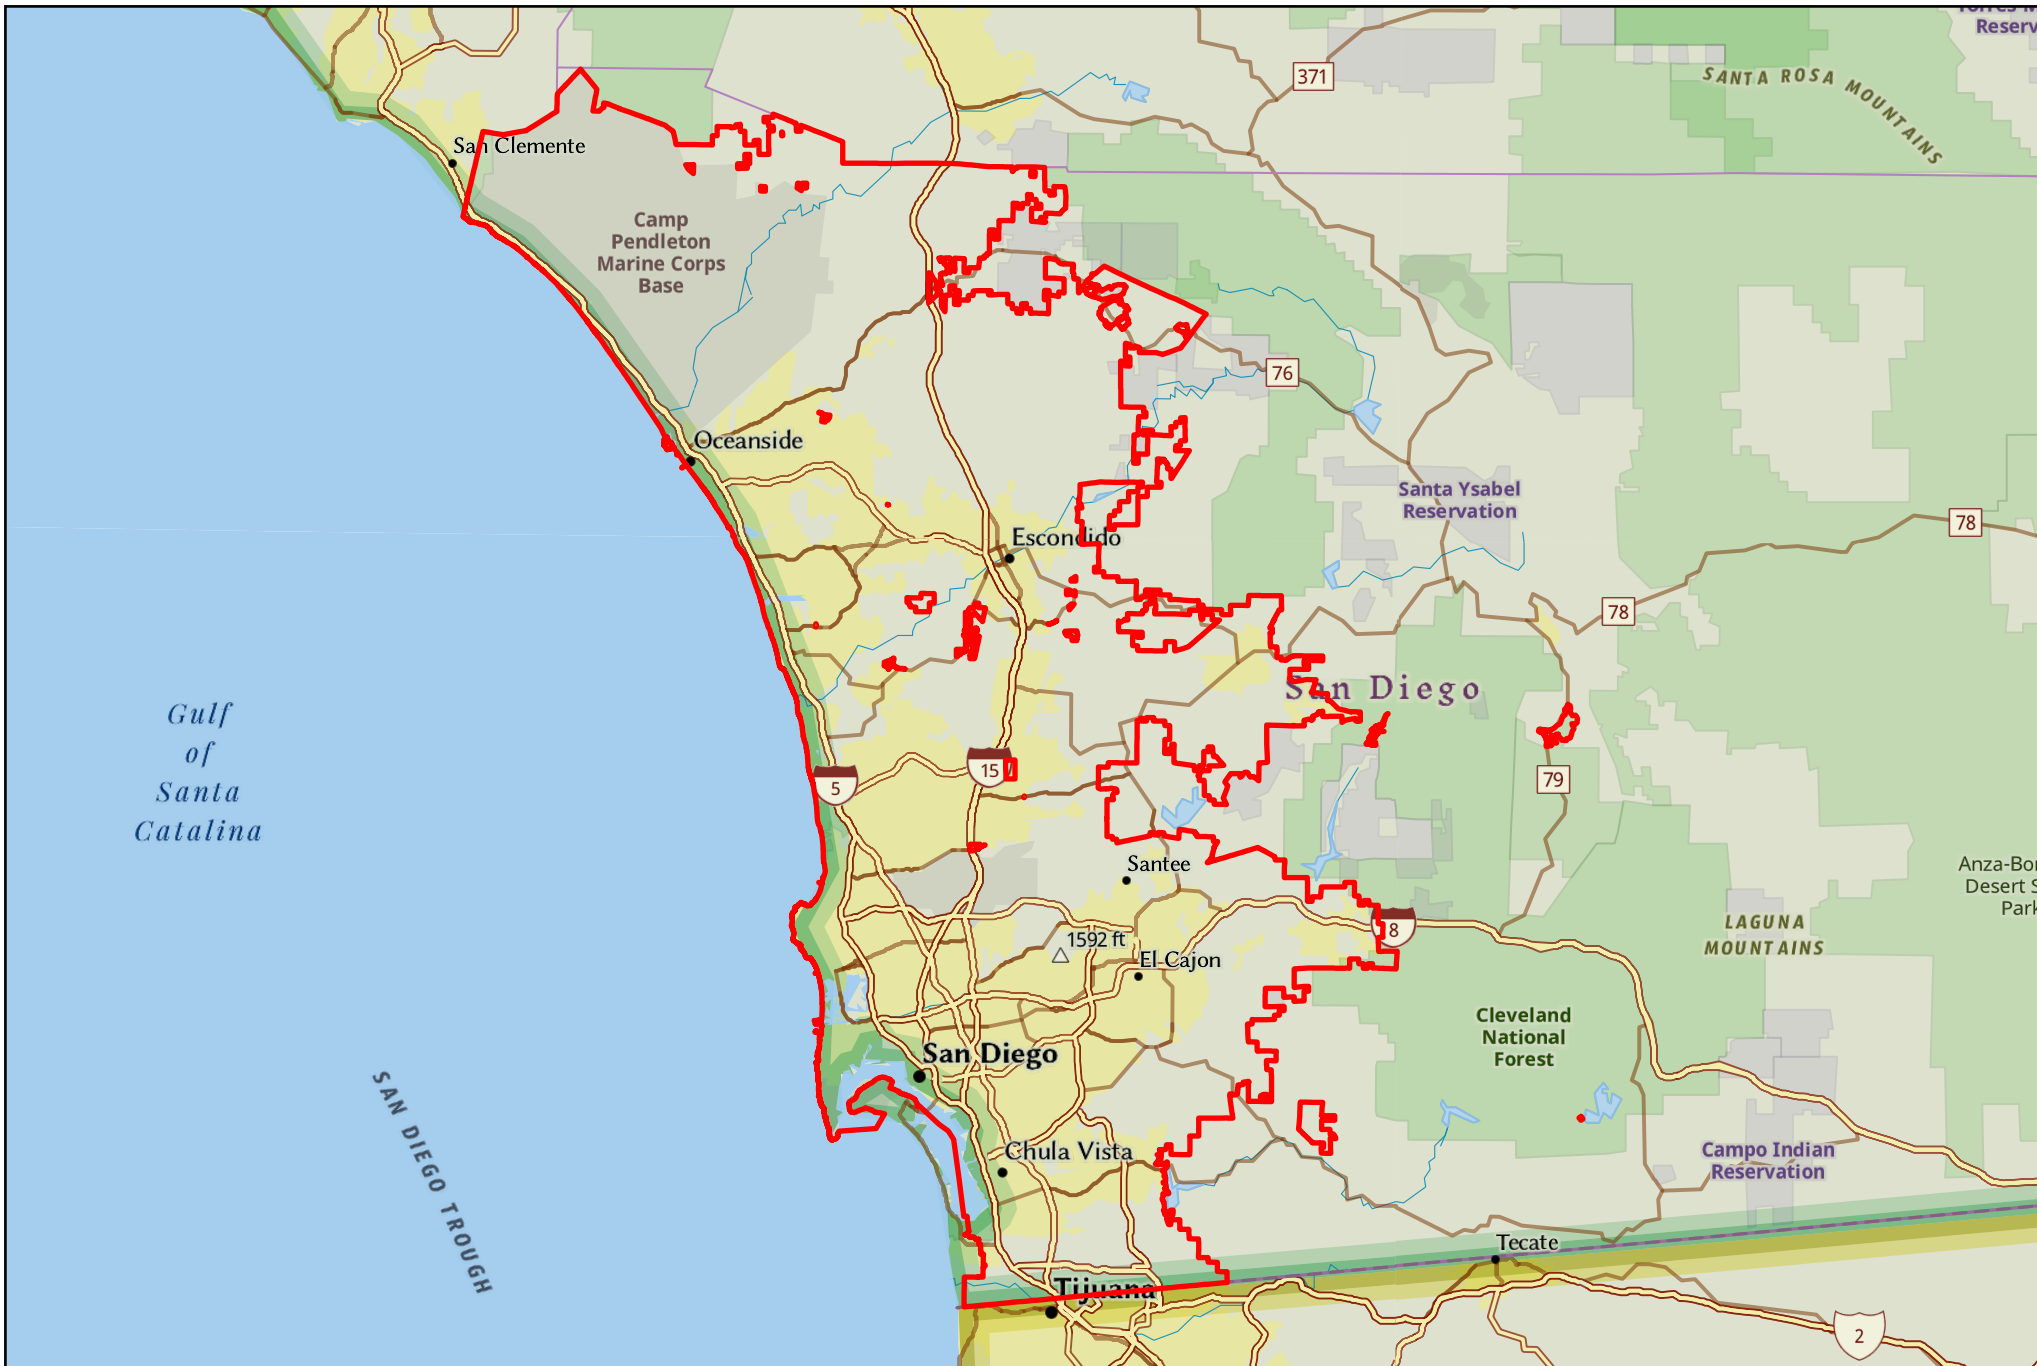 Torres M
Reserv
371
SANTA ROSA MOUNTAINS
San Clemente
Camp
Pendleton
Marine Corps
Base
76
Oceanside
Santa Ysabel
Reservation
78
Escondido
78
San Diego
Gulf
of
Santa
Catalina
15
5
79
Santee
Anza-Bor
Desert S
Park
LAGUNA
MOUNTAINS
8
1592 ft
El Cajon
Cleveland
National
Forest
San Diego
SAN DIEGO TROUGH
Chula Vista
Campo Indian
Reservation
Tecate
Tijuana
2